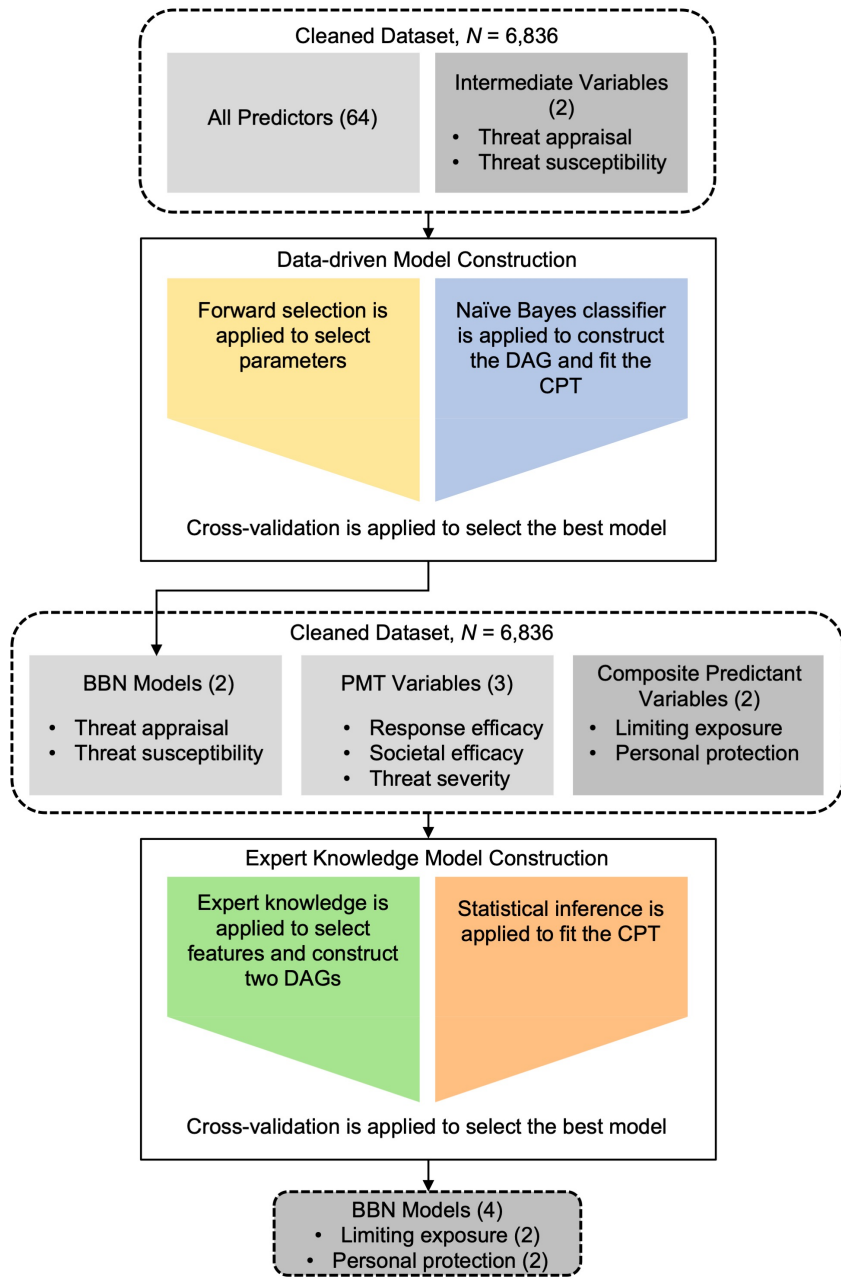 Cleaned Dataset, N = 6,836
All Predictors (64)
Intermediate Variables
(2)
• Threat appraisal
• Threat susceptibility
Data-driven Model Construction
Forward selection is
applied to select
parameters
Naïve Bayes classifier
is applied to construct
the DAG and fit the
CPT
Cross-validation is applied to select the best model
Cleaned Dataset, N = 6,836
BBN Models (2)
• Threat appraisal
• Threat susceptibility
PMT Variables (3)
• Response efficacy
• Societal efficacy
• Threat severity
Composite Predictant
Variables (2)
• Limiting exposure
• Personal protection
Expert Knowledge Model Construction
Expert knowledge is
applied to select
features and construct
two DAGs
Statistical inference is
applied to fit the CPT
Cross-validation is applied to select the best model
BBN Models (4)
• Limiting exposure (2)
• Personal protection (2)